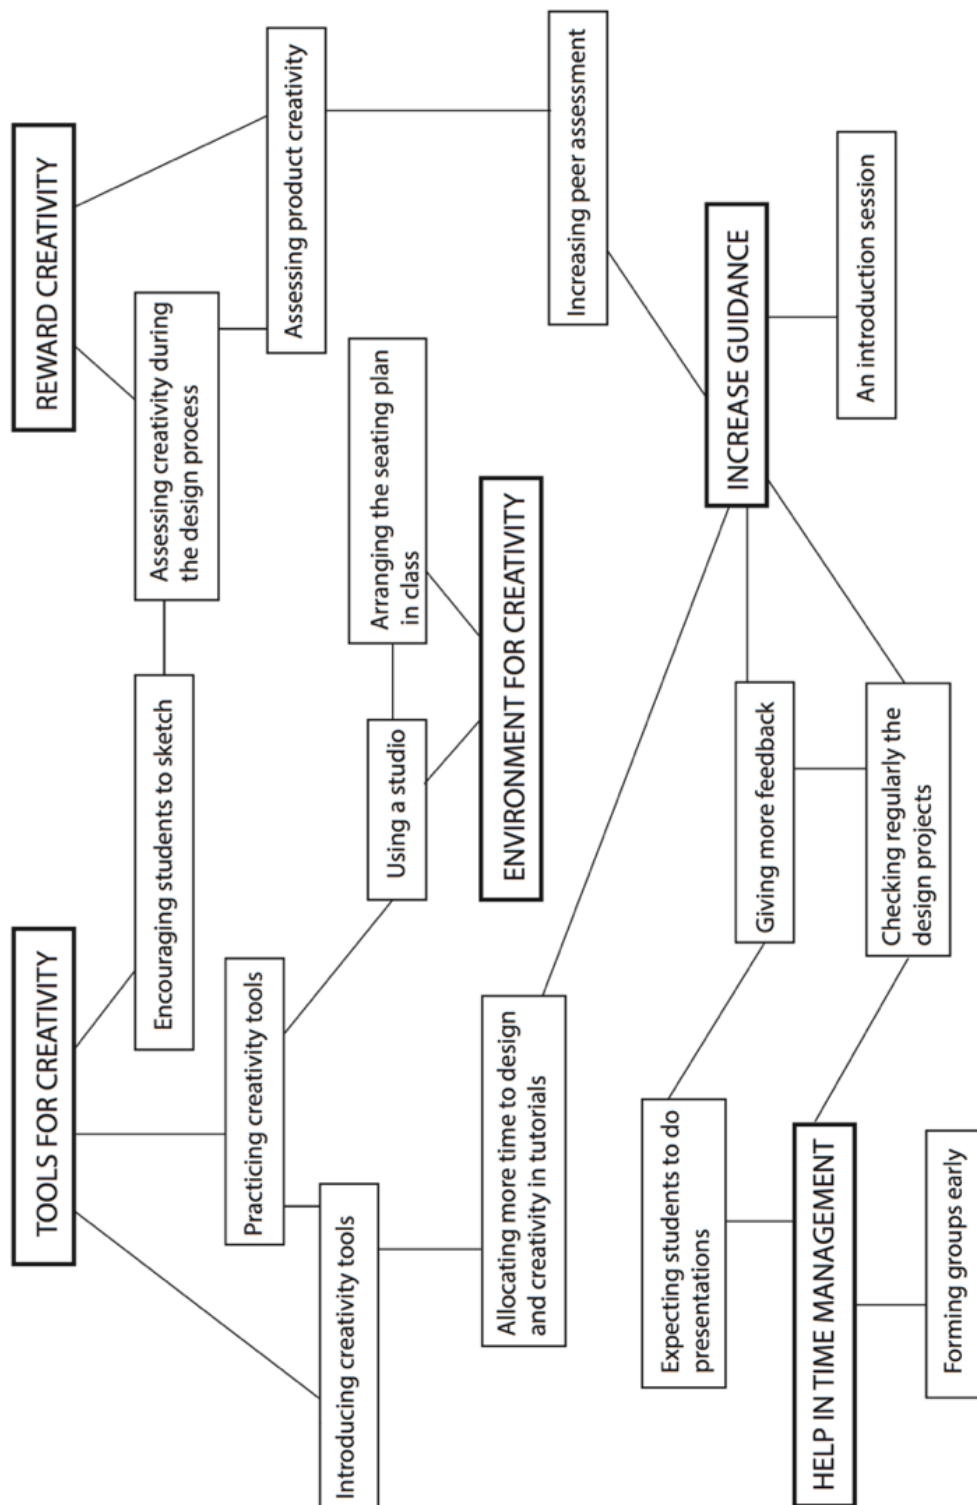 TOOLS FOR CREATIVITY
REWARD CREATIVITY
Encouraging students to sketch
Assessing creativity during
the design process
Practicing creativity tools
Assessing product creativity
Introducing creativity tools
Using a studio
Arranging the seating plan
in class
ENVIRONMENT FOR CREATIVITY
Allocating more time to design
and creativity in tutorials
Increasing peer assessment
Expecting students to do
presentations
Giving more feedback
INCREASE GUIDANCE
HELP IN TIME MANAGEMENT
Checking regularly the
design projects
An introduction session
Forming groups early